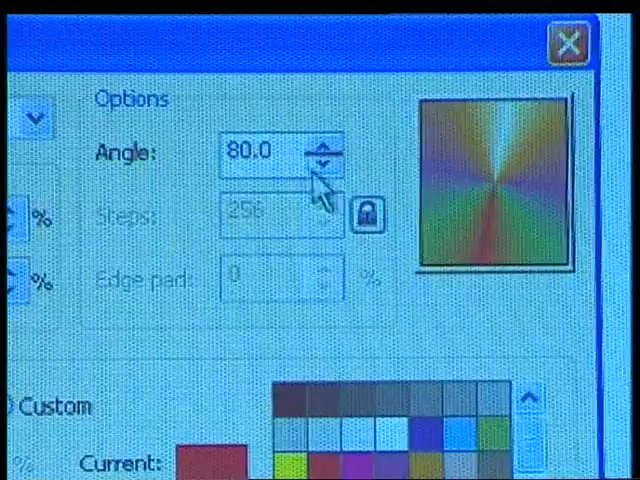 Options
Angle: 80.0
% Steps: 256
% Edge pad: 0 %
Custom
% Current: